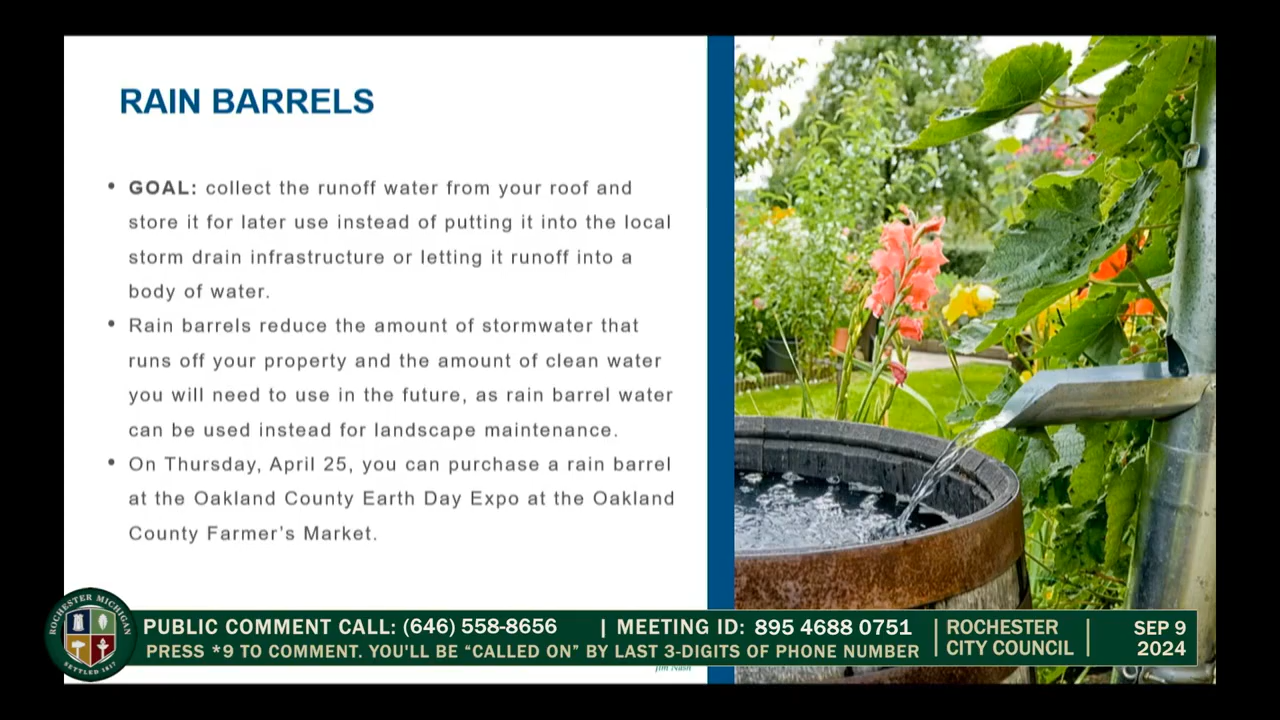 RAIN BARRELS
• GOAL: collect the runoff water from your roof and
store it for later use instead of putting it into the local
storm drain infrastructure or letting it runoff into a
body of water.
• Rain barrels reduce the amount of stormwater that
runs off your property and the amount of clean water
you will need to use in the future, as rain barrel water
can be used instead for landscape maintenance.
• On Thursday, April 25, you can purchase a rain barrel
at the Oakland County Earth Day Expo at the Oakland
County Farmer's Market.
ROCHESTER MICHIGAN
SETTLED 1817
PUBLIC COMMENT CALL: (646) 558-8656 | MEETING ID: 895 4688 0751
PRESS *9 TO COMMENT. YOU'LL BE “CALLED ON” BY LAST 3-DIGITS OF PHONE NUMBER
ROCHESTER
CITY COUNCIL
SEP 9
2024
Jim Nash